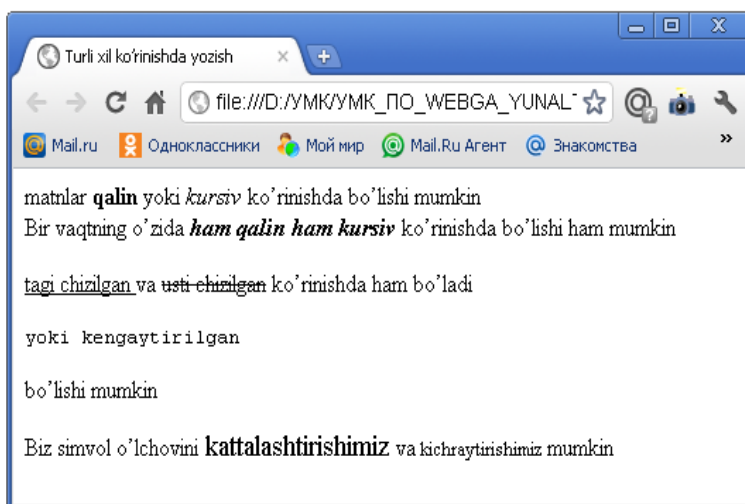 Turli xil ko'rinishda yozish
file:///D:/УМК/УМК_ПО_WEBGA_YUNAL
Mail.ru Одноклассники Мой мир Mail.Ru Агент Знакомства »
matnlar qalin yoki kursiv ko’rinishda bo’lishi mumkin
Bir vaqtning o’zida ham qalin ham kursiv ko’rinishda bo’lishi ham mumkin
tagi chizilgan va usti chizilgan ko’rinishda ham bo’ladi
yoki kengaytirilgan
bo’lishi mumkin
Biz simvol o’lchovini kattalashtirishimiz va kichraytirishimiz mumkin